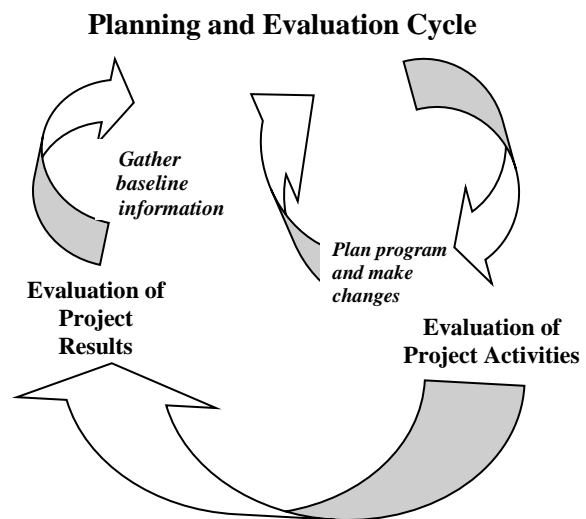 Planning and Evaluation Cycle
Gather
baseline
information
Plan program
and make
changes
Evaluation of
Project
Results
Evaluation of
Project Activities